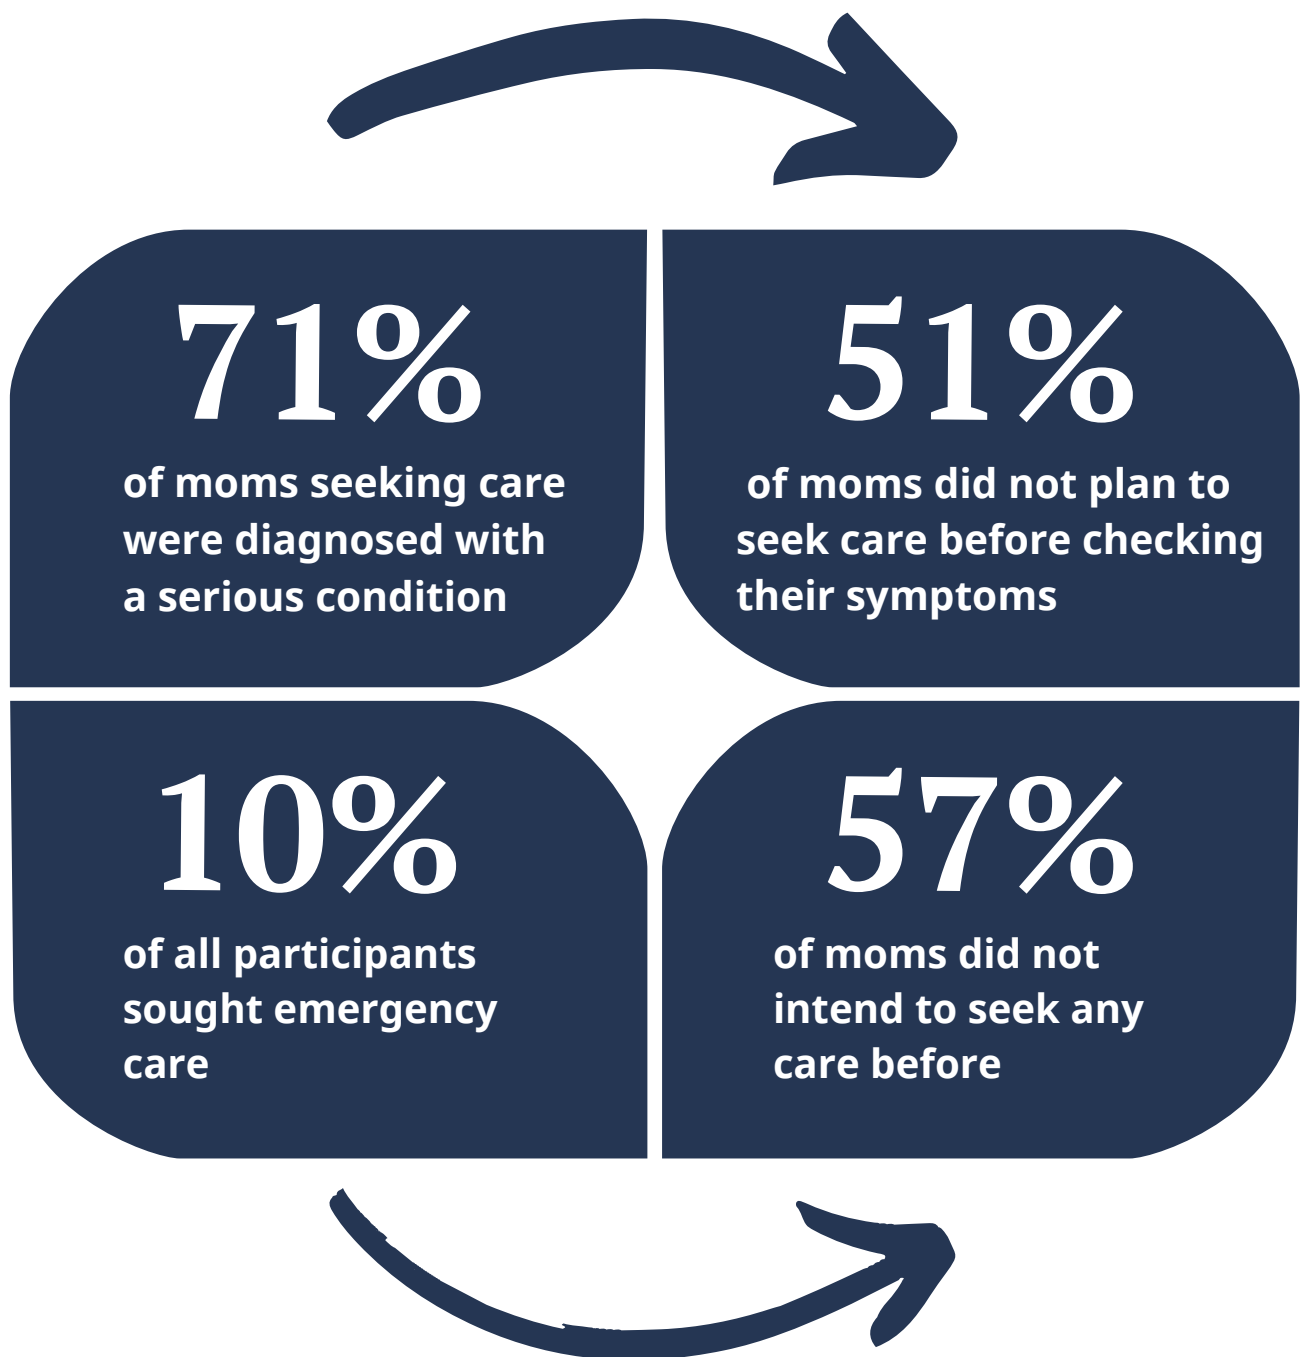 71%
of moms seeking care
were diagnosed with
a serious condition
51%
of moms did not plan to
seek care before checking
their symptoms
10%
of all participants
sought emergency
care
57%
of moms did not
intend to seek any
care before